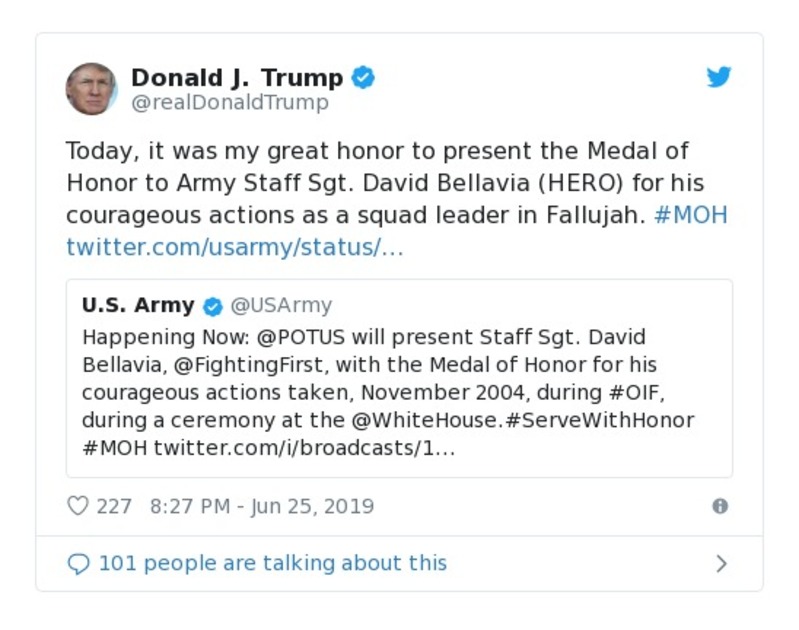 Donald J. Trump
@realDonaldTrump
Today, it was my great honor to present the Medal of
Honor to Army Staff Sgt. David Bellavia (HERO) for his
courageous actions as a squad leader in Fallujah. #MOH
twitter.com/usarmy/status/…
U.S. Army @USArmy
Happening Now: @POTUS will present Staff Sgt. David
Bellavia, @FightingFirst, with the Medal of Honor for his
courageous actions taken, November 2004, during #OIF,
during a ceremony at the @WhiteHouse.#ServeWithHonor
#MOH twitter.com/i/broadcasts/1…
227 8:27 PM - Jun 25, 2019
101 people are talking about this